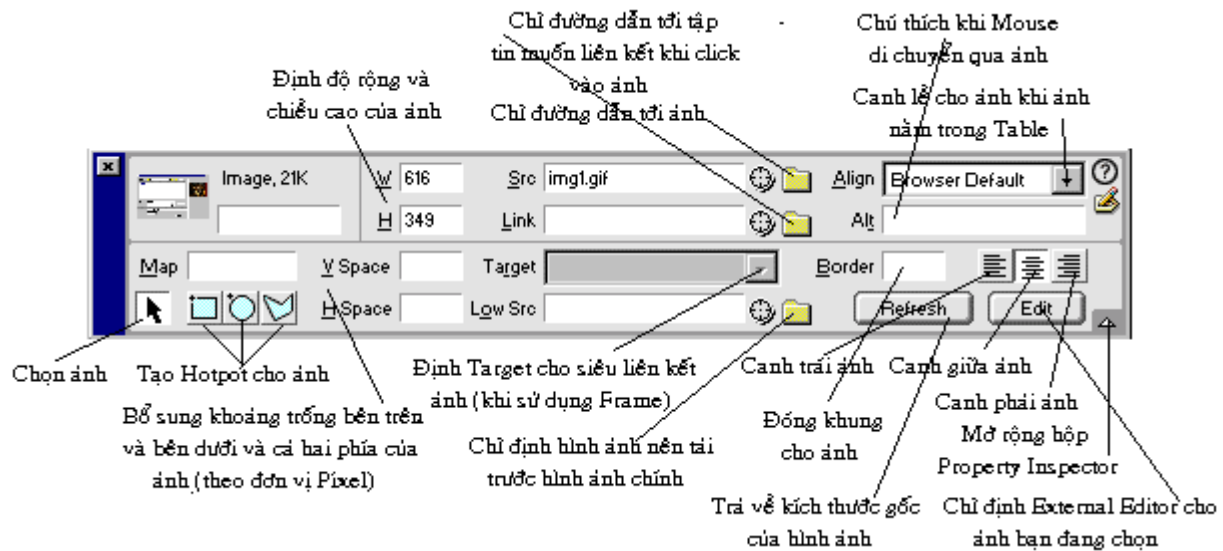 Chỉ đường dẫn tới tập
tin muốn liên kết khi click
vào ảnh
Chú thích khi Mouse
di chuyển qua ảnh
Định độ rộng và
chiều cao của ảnh
Chỉ đường dẫn tới ảnh
Canh lề cho ảnh khi ảnh
nằm trong Table
Image, 21K
W 616
Src img1.gif
Align Browser Default
H 349
Link
Alt
Map
V Space
Target
Border
H Space
Low Src
Refresh
Edit
Chọn ảnh
Tạo Hotpot cho ảnh
Định Target cho siêu liên kết
ảnh (khi sử dụng Frame)
Canh trái ảnh
Canh giữa ảnh
Canh phải ảnh
Bổ sung khoảng trống bên trên
và bên dưới và cả hai phía của
ảnh (theo đơn vị Pixel)
Chỉ định hình ảnh nên tải
trước hình ảnh chính
Đóng khung
cho ảnh
Mở rộng hộp
Property Inspector
Trả về kích thước gốc
của hình ảnh
Chỉ định External Editor cho
ảnh bạn đang chọn